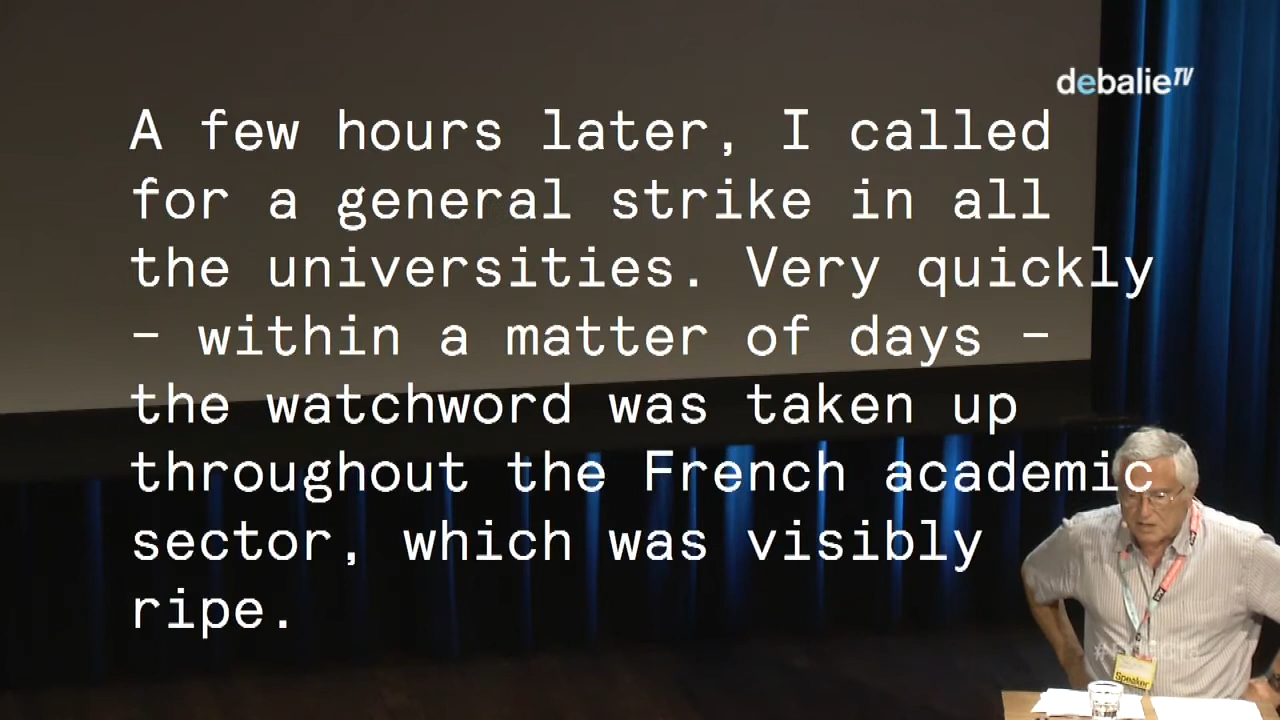 debalieTV
A few hours later, I called
for a general strike in all
the universities. Very quickly
– within a matter of days –
the watchword was taken up
throughout the French academic
sector, which was visibly
ripe.
Speaker